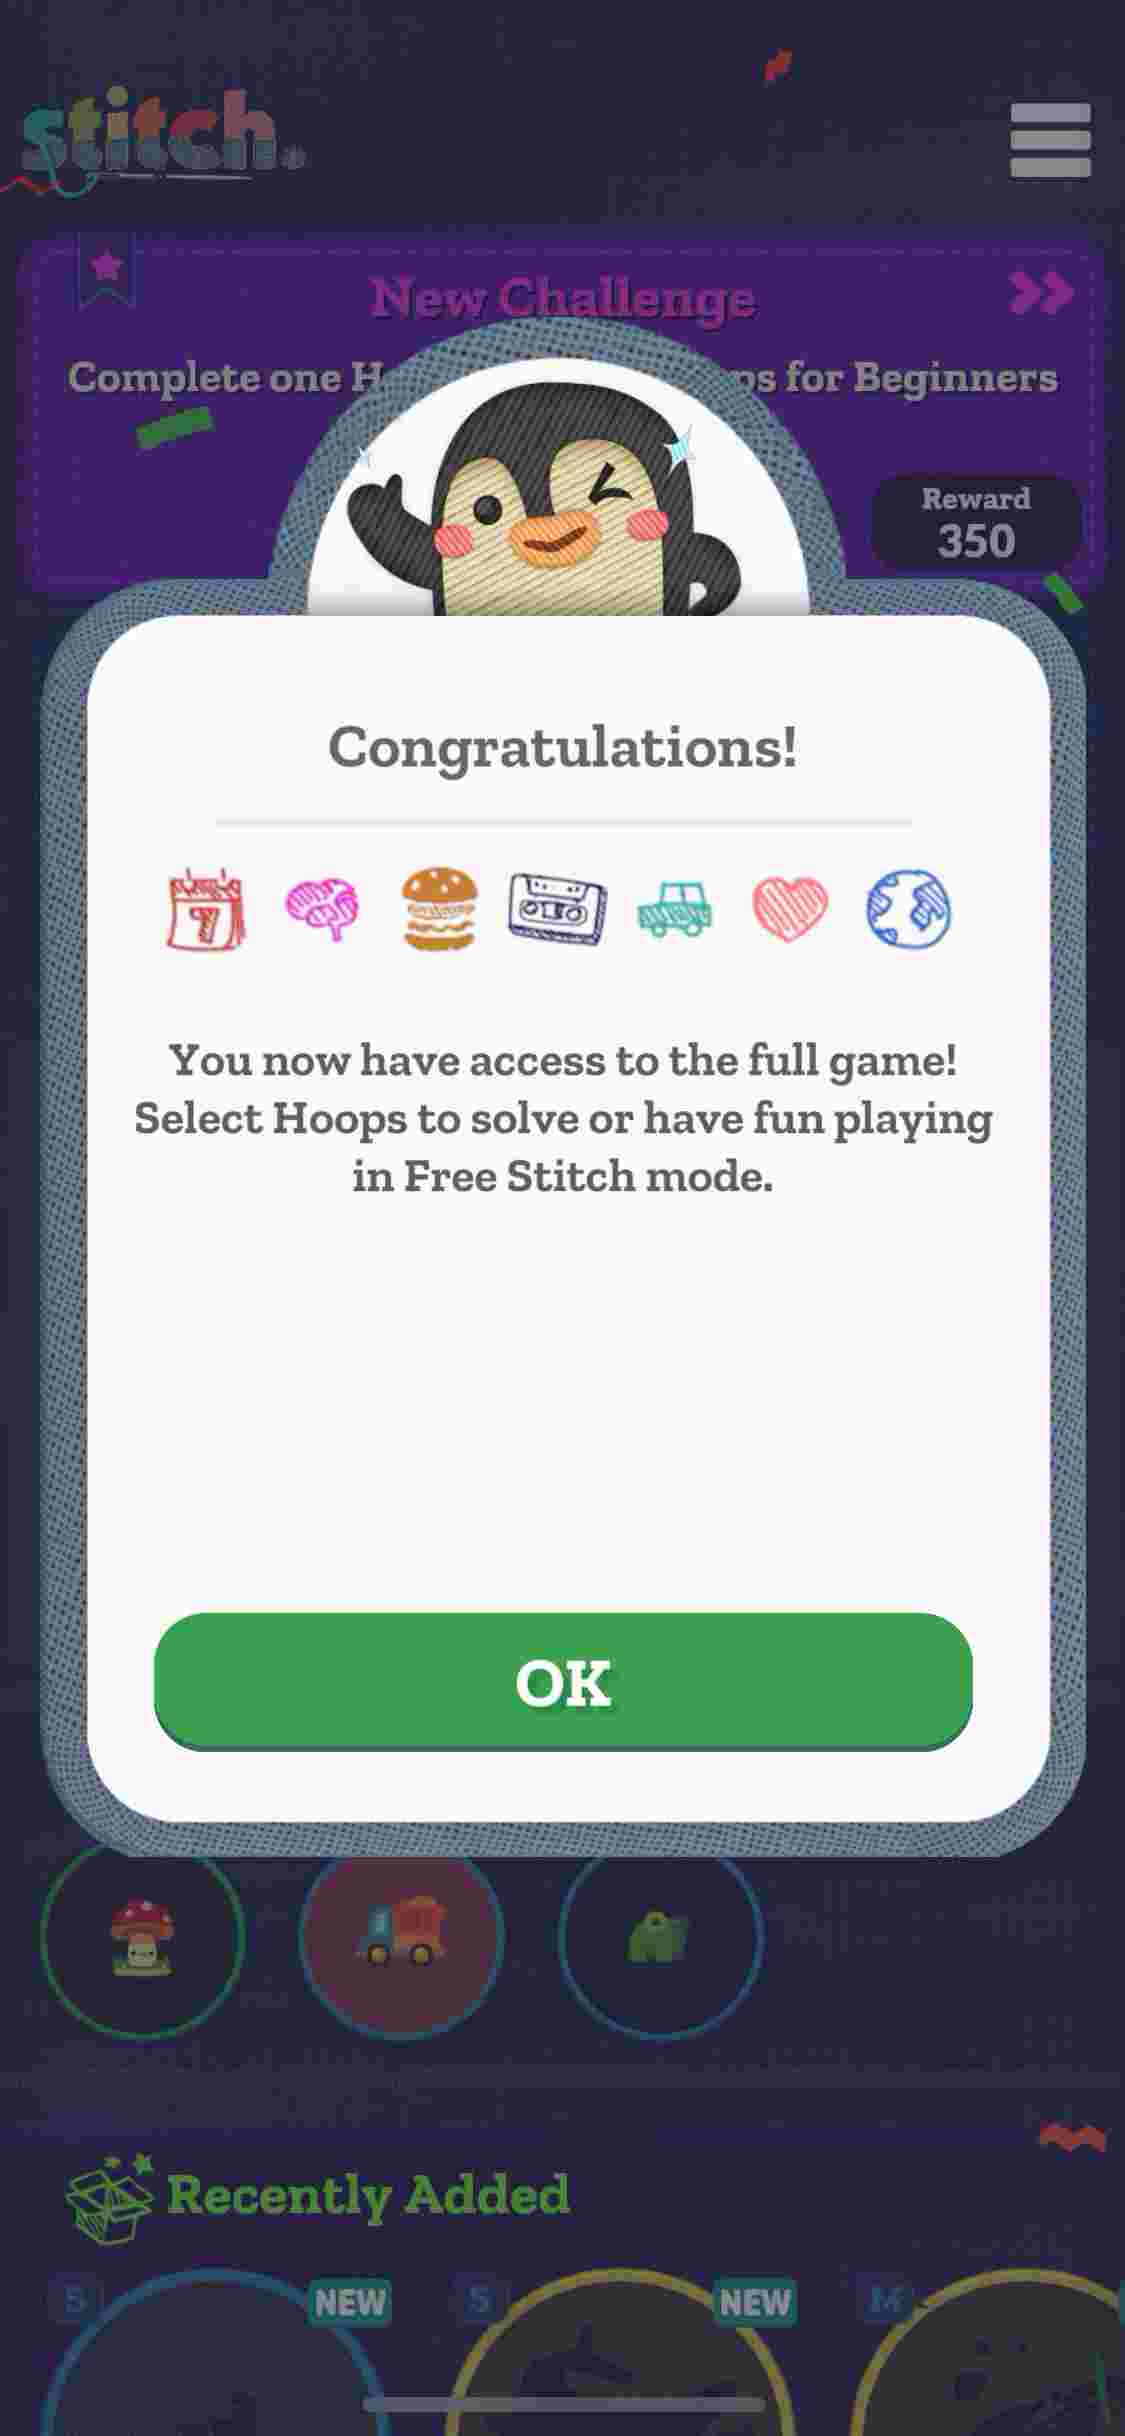 stitch.
New Challenge
Complete one H
ps for Beginners
Reward
350
Congratulations!
7
You now have access to the full game!
Select Hoops to solve or have fun playing
in Free Stitch mode.
OK
Recently Added
S
NEW
S
NEW
M